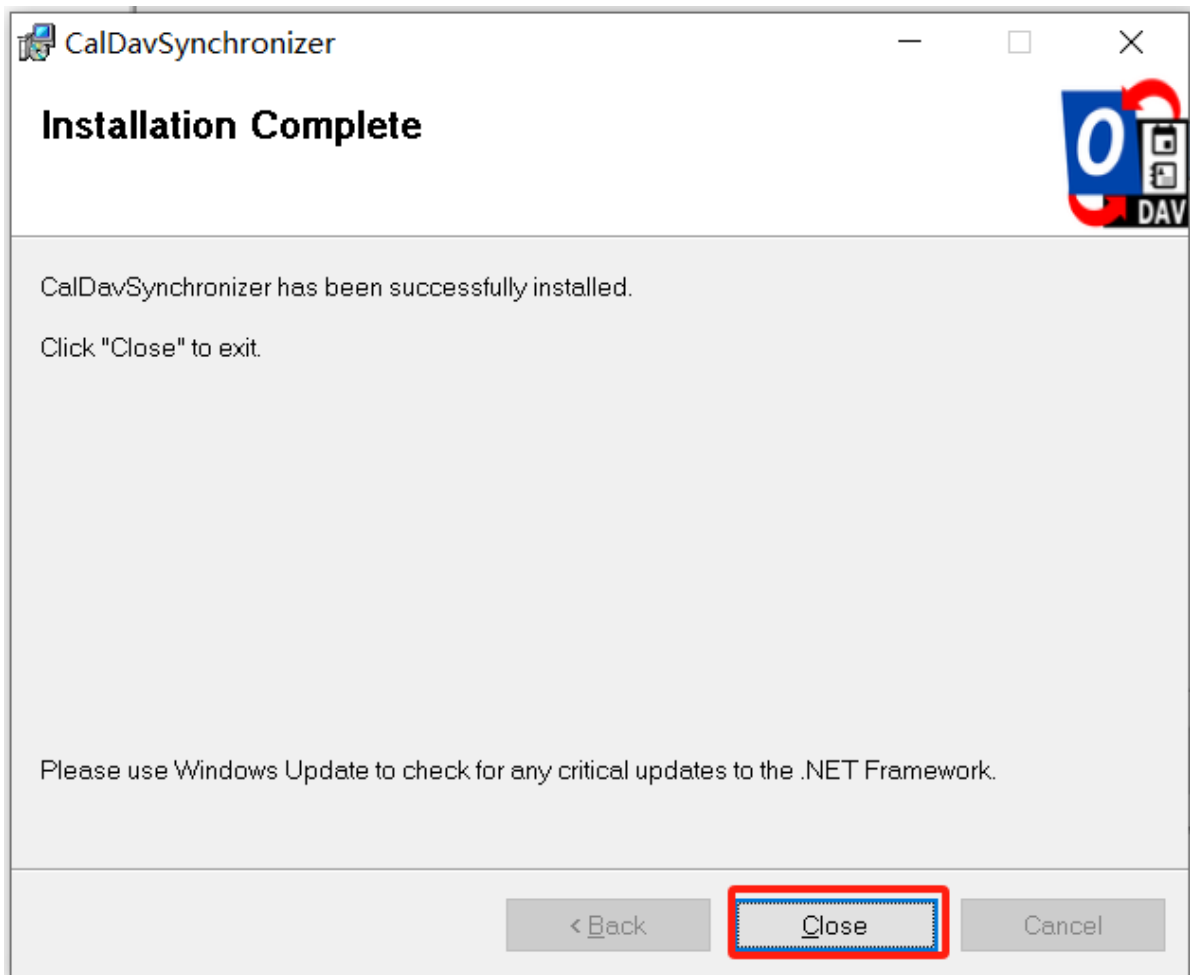 CalDavSynchronizer
Installation Complete
O
DAV
CalDavSynchronizer has been successfully installed.
Click "Close" to exit.
Please use Windows Update to check for any critical updates to the .NET Framework.
< Back
Close
Cancel